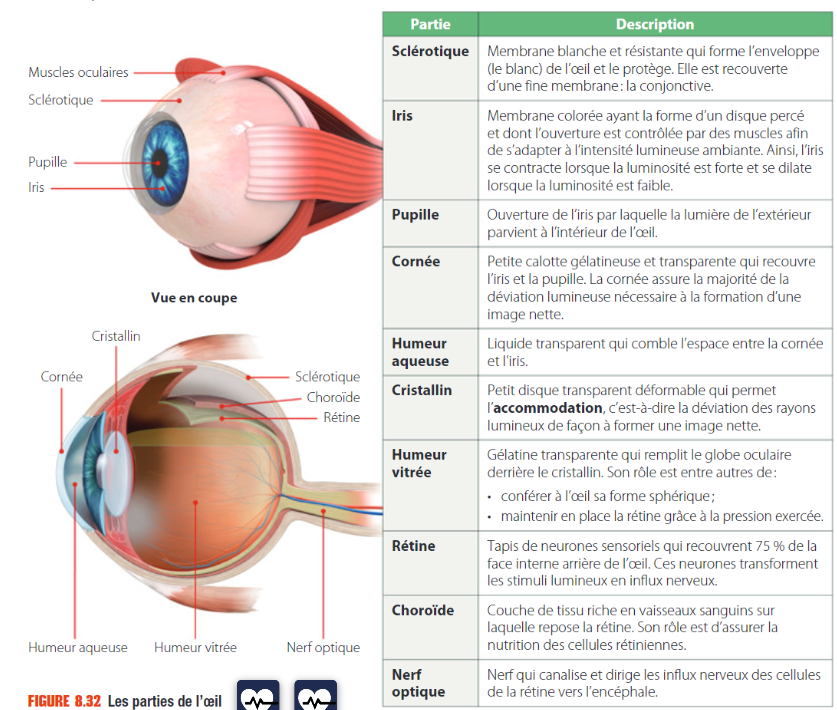 Muscles oculaires
Sclérotique
Pupille
Iris
Vue en coupe
Cristallin
Cornée
Sclérotique
Choroïde
Rétine
Humeur aqueuse
Humeur vitrée
Nerf optique
FIGURE 8.32 Les parties de l'œil
Partie
Description
Sclérotique
Membrane blanche et résistante qui forme l'enveloppe
(le blanc) de l'œil et le protège. Elle est recouverte
d'une fine membrane : la conjonctive.
Iris
Membrane colorée ayant la forme d'un disque percé
et dont l'ouverture est contrôlée par des muscles afin
de s'adapter à l'intensité lumineuse ambiante. Ainsi, l'iris
se contracte lorsque la luminosité est forte et se dilate
lorsque la luminosité est faible.
Pupille
Ouverture de l'iris par laquelle la lumière de l'extérieur
parvient à l'intérieur de l'œil.
Cornée
Petite calotte gélatineuse et transparente qui recouvre
l'iris et la pupille. La cornée assure la majorité de la
déviation lumineuse nécessaire à la formation d'une
image nette.
Humeur
aqueuse
Liquide transparent qui comble l'espace entre la cornée
et l'iris.
Cristallin
Petit disque transparent déformable qui permet
l'accommodation, c'est-à-dire la déviation des rayons
lumineux de façon à former une image nette.
Humeur
vitrée
Gélatine transparente qui remplit le globe oculaire
derrière le cristallin. Son rôle est entre autres de :
• conférer à l'œil sa forme sphérique ;
• maintenir en place la rétine grâce à la pression exercée.
Rétine
Tapis de neurones sensoriels qui recouvrent 75 % de la
face interne arrière de l'œil. Ces neurones transforment
les stimuli lumineux en influx nerveux.
Choroïde
Couche de tissu riche en vaisseaux sanguins sur
laquelle repose la rétine. Son rôle est d'assurer la
nutrition des cellules rétiniennes.
Nerf
optique
Nerf qui canalise et dirige les influx nerveux des cellules
de la rétine vers l'encéphale.